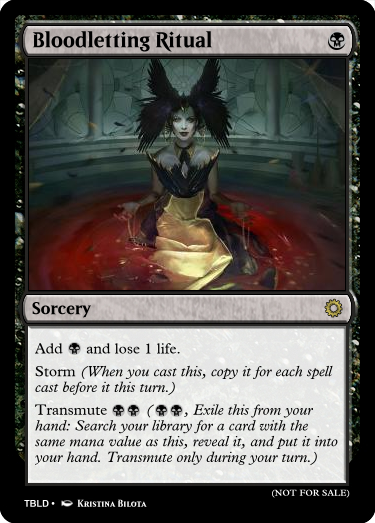 Bloodletting Ritual
Sorcery
Add and lose 1 life.
Storm (When you cast this, copy it for each spell
cast before it this turn.)
Transmute ( , Exile this from your
hand: Search your library for a card with the
same mana value as this, reveal it, and put it into
your hand. Transmute only during your turn.)
(NOT FOR SALE)
TBLD • Kristina Bilota